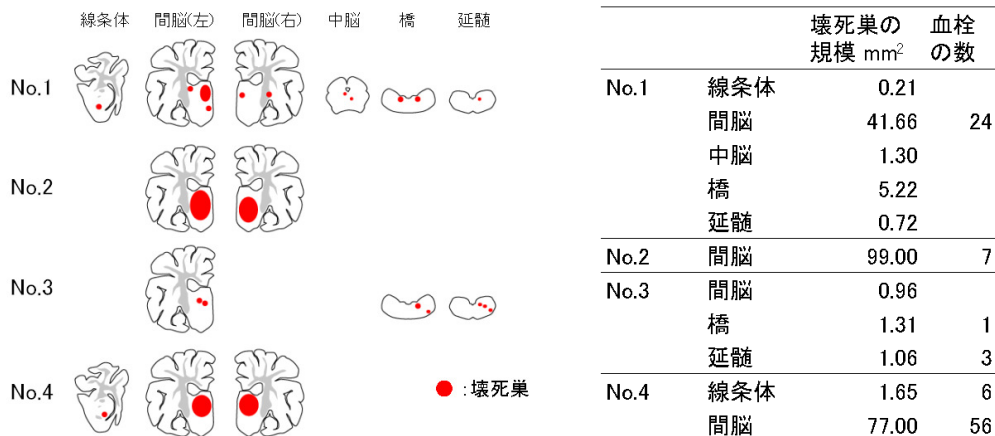 線条体 間脳(左) 間脳(右) 中脳 橋 延髄
No.1
No.2
No.3
No.4
:壊死巣
壊死巣の 血栓
規模 mm² の数
No.1 線条体 0.21
間脳 41.66 24
中脳 1.30
橋 5.22
延髄 0.72
No.2 間脳 99.00 7
No.3 間脳 0.96
橋 1.31 1
延髄 1.06 3
No.4 線条体 1.65 6
間脳 77.00 56